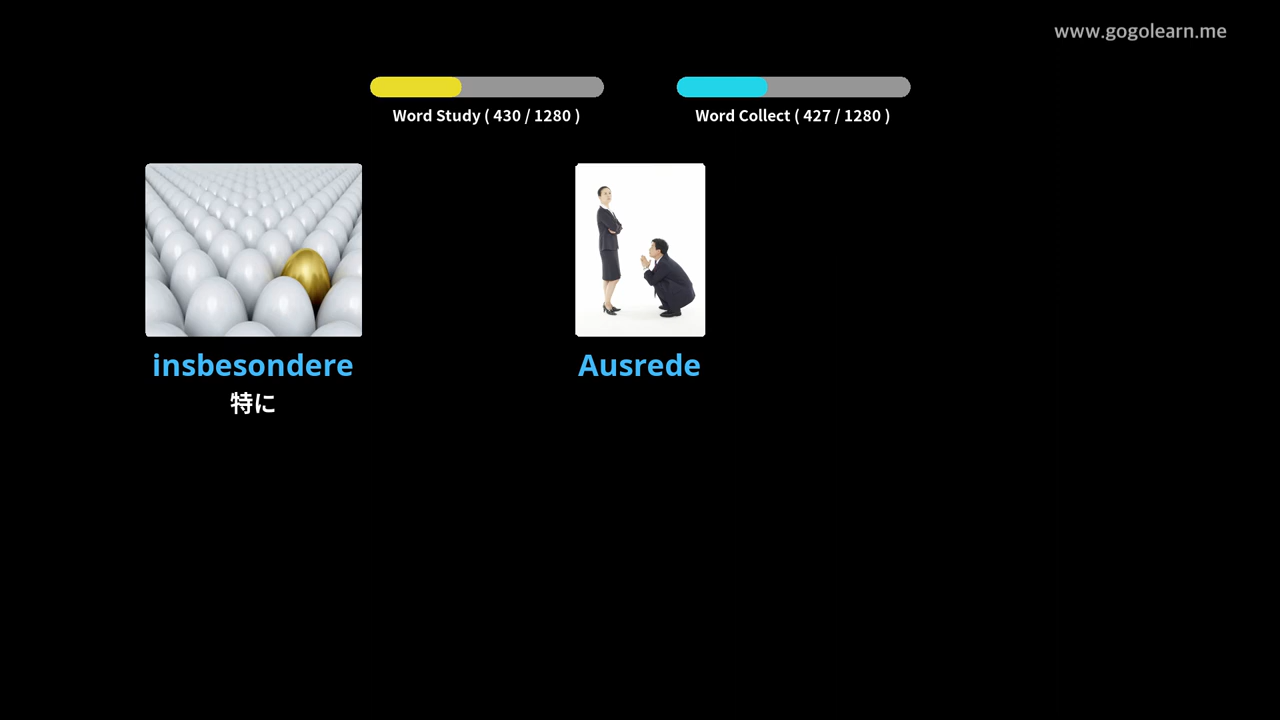 www.gogolearn.me
Word Study ( 430 / 1280 )
Word Collect ( 427 / 1280 )
insbesondere
特に
Ausrede